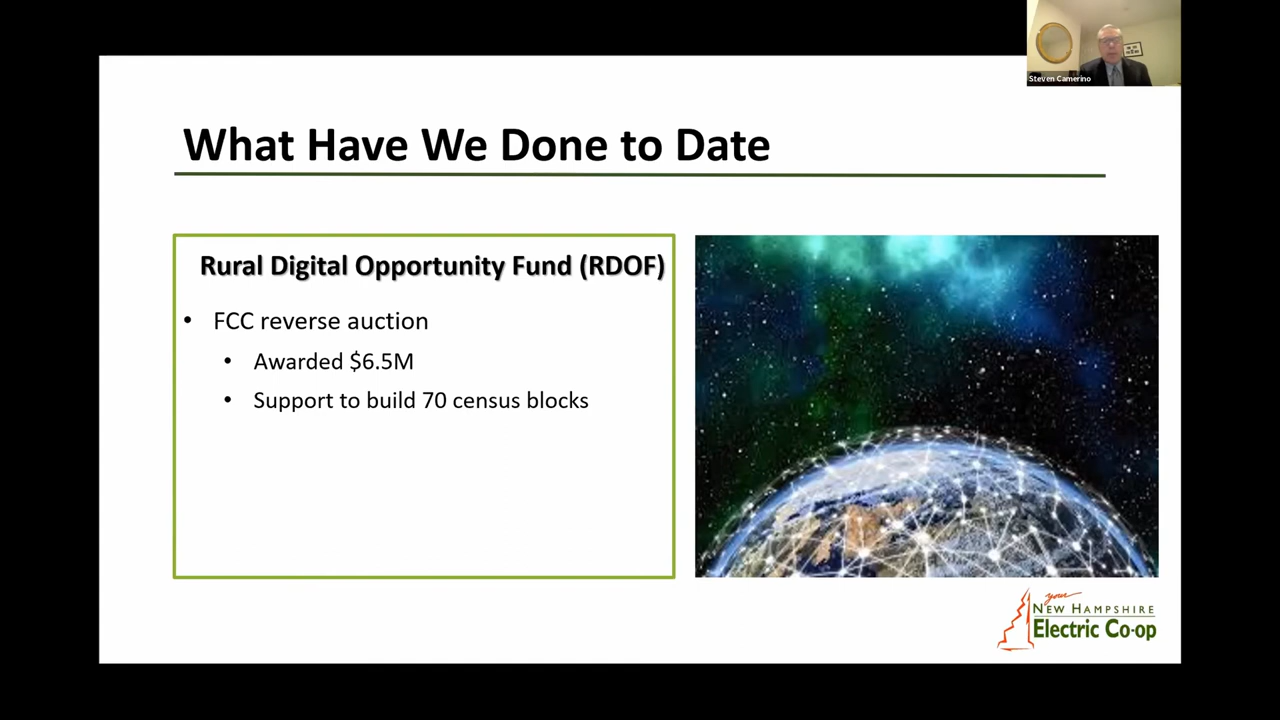 Steven Camerino
What Have We Done to Date
Rural Digital Opportunity Fund (RDOF)
• FCC reverse auction
• Awarded $6.5M
• Support to build 70 census blocks
your
NEW HAMPSHIRE
Electric Co-op